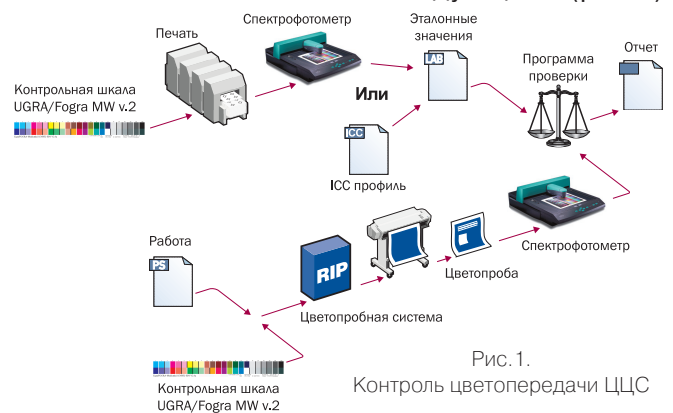 Спектрофотометр
Эталонные
значения
Печать
Отчет
Программа
проверки
LAB
Или
Контрольная шкала
UGRA/Fogra MW v.2
ICC
ICC профиль
Работа
PS
RIP
Спектрофотометр
Цветопроба
Цветопробная система
Контрольная шкала
UGRA/Fogra MW v.2
Рис.1.
Контроль цветопередачи ЦЦС